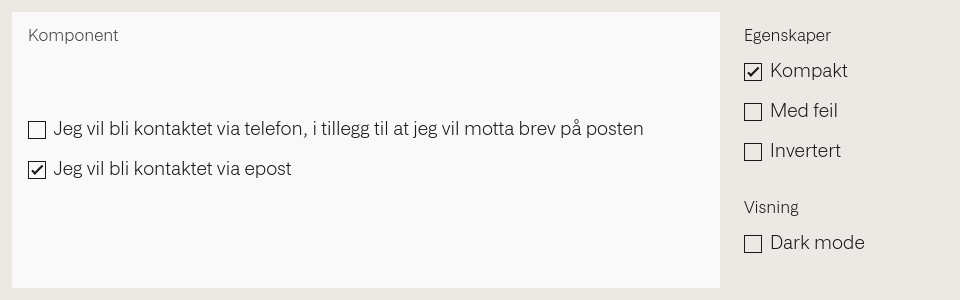 Komponent
Jeg vil bli kontaktet via telefon, i tillegg til at jeg vil motta brev på posten
Jeg vil bli kontaktet via epost
Egenskaper
Kompakt
Med feil
Invertert
Visning
Dark mode